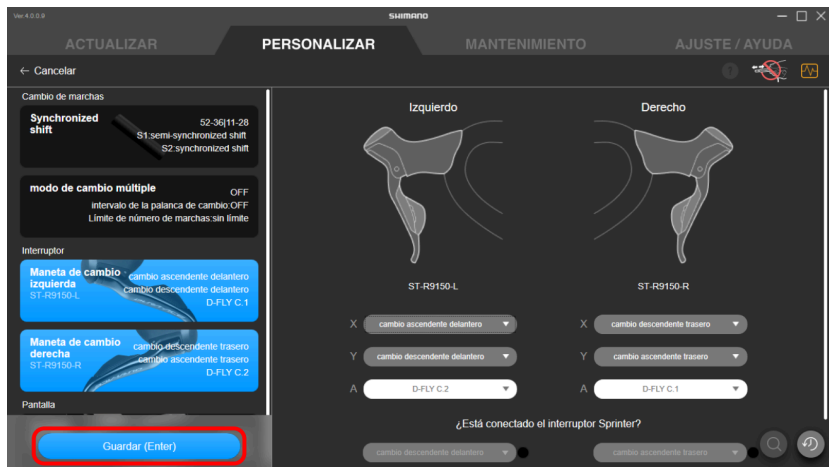 Ver.4.0.0.9
SHIMANO
ACTUALIZAR
PERSONALIZAR
MANTENIMIENTO
AJUSTE / AYUDA
← Cancelar
Cambio de marchas
Synchronized shift
52-36|11-28
S1:semi-synchronized shift
S2:synchronized shift
modo de cambio múltiple
OFF
intervalo de la palanca de cambio:OFF
Límite de número de marchas:sin límite
Interruptor
Maneta de cambio izquierda
ST-R9150-L
cambio ascendente delantero
cambio descendente delantero
D-FLY C.1
Maneta de cambio derecha
ST-R9150-R
cambio descendente trasero
cambio ascendente trasero
D-FLY C.2
Pantalla
Guardar (Enter)
Izquierdo
Derecho
ST-R9150-L
ST-R9150-R
X cambio ascendente delantero
X cambio descendente trasero
Y cambio descendente delantero
Y cambio ascendente trasero
A D-FLY C.2
A D-FLY C.1
¿Está conectado el interruptor Sprinter?
cambio descendente delantero
cambio ascendente trasero